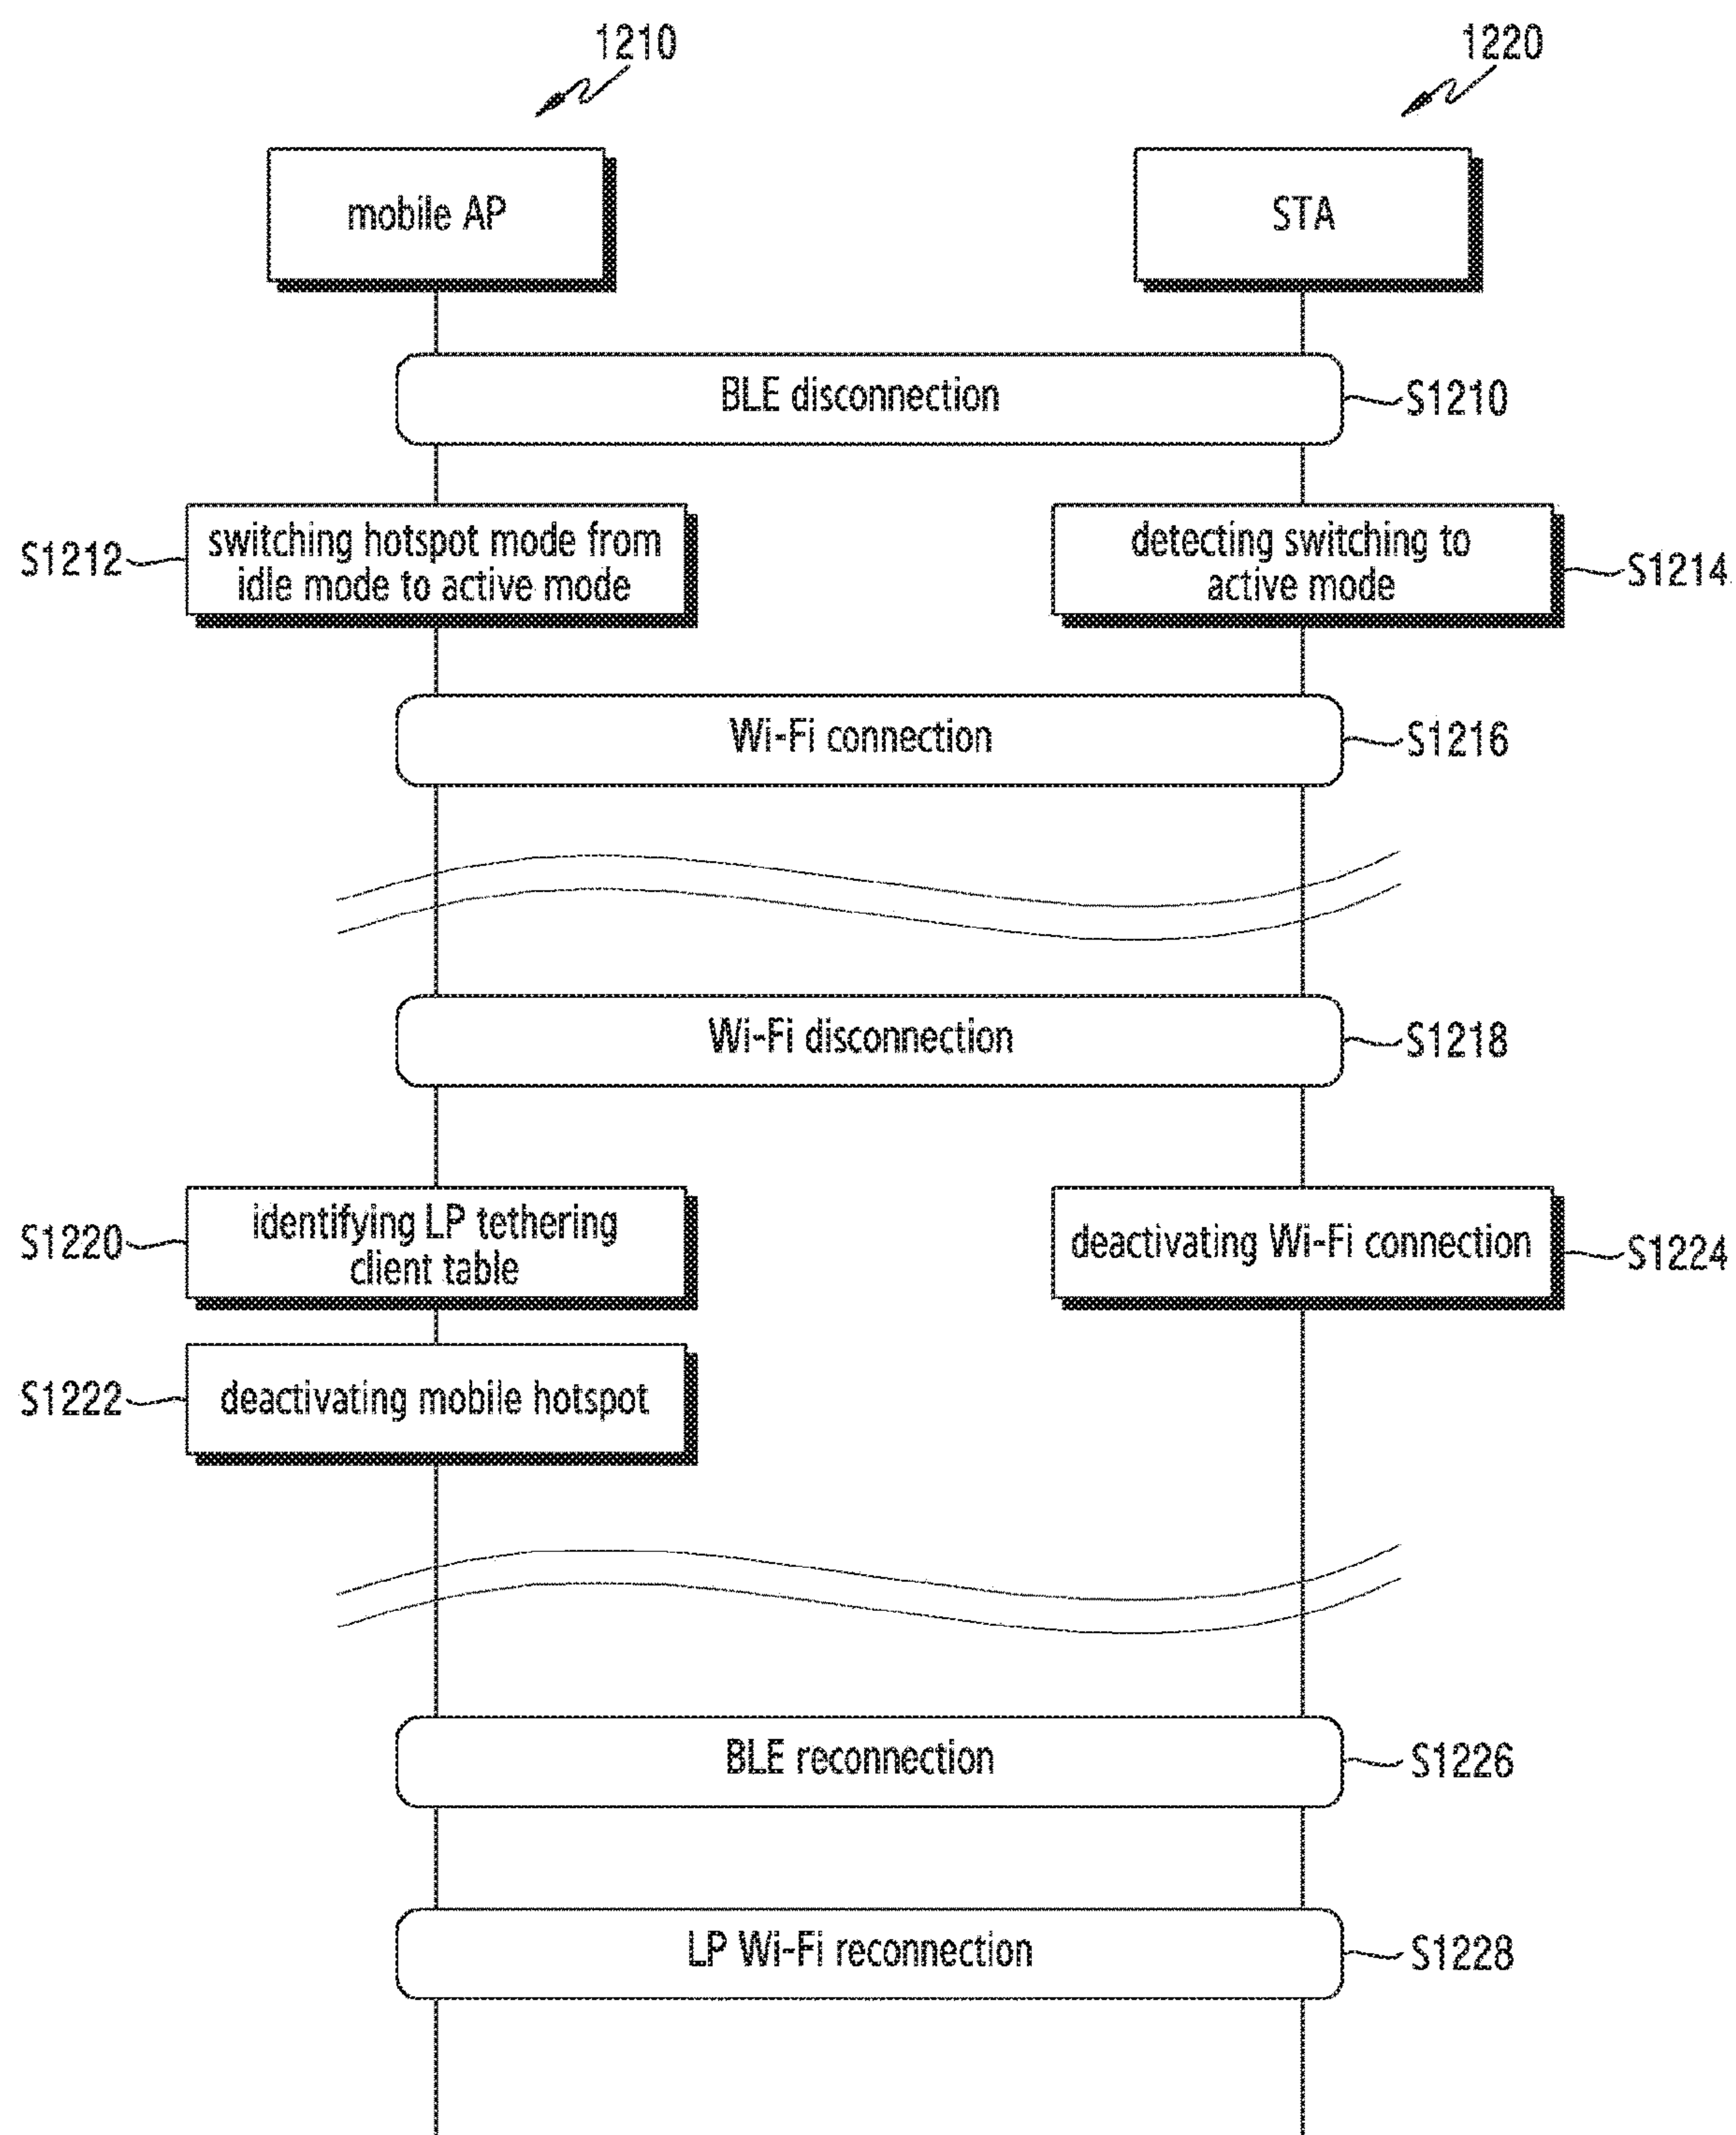 1210
1220
mobile AP
STA
BLE disconnection
S1210
S1212
switching hotspot mode from
idle mode to active mode
detecting switching to
active mode
S1214
Wi-Fi connection
S1216
Wi-Fi disconnection
S1218
S1220
identifying LP tethering
client table
deactivating Wi-Fi connection
S1224
S1222
deactivating mobile hotspot
BLE reconnection
S1226
LP Wi-Fi reconnection
S1228